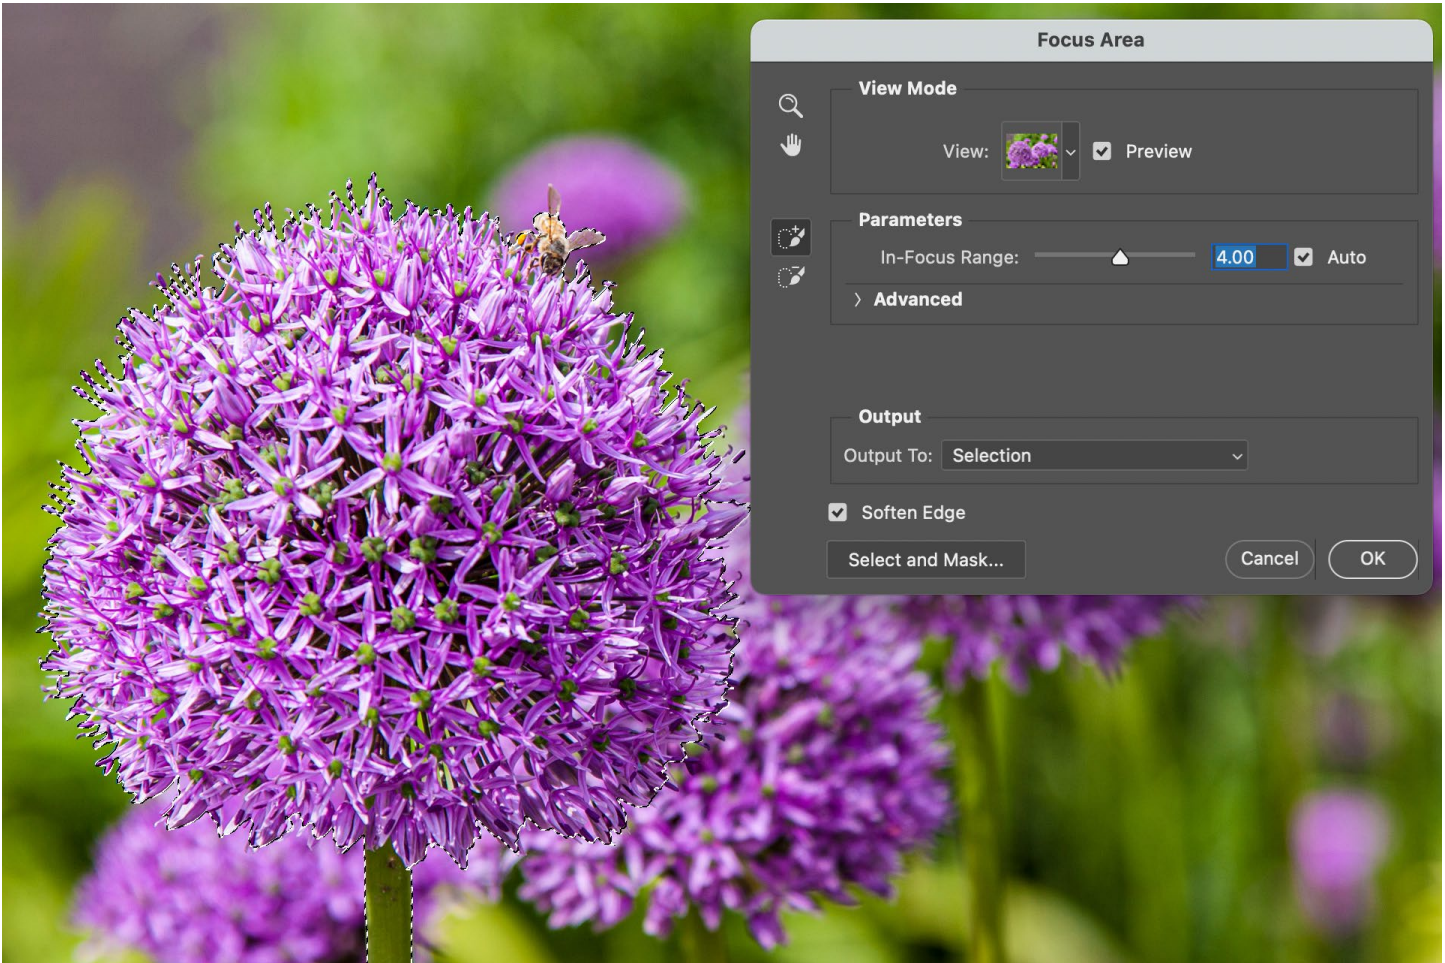 Focus Area
View Mode
View:
Preview
Parameters
In-Focus Range:
4.00
Auto
Advanced
Output
Output To:
Selection
Soften Edge
Select and Mask...
Cancel
OK